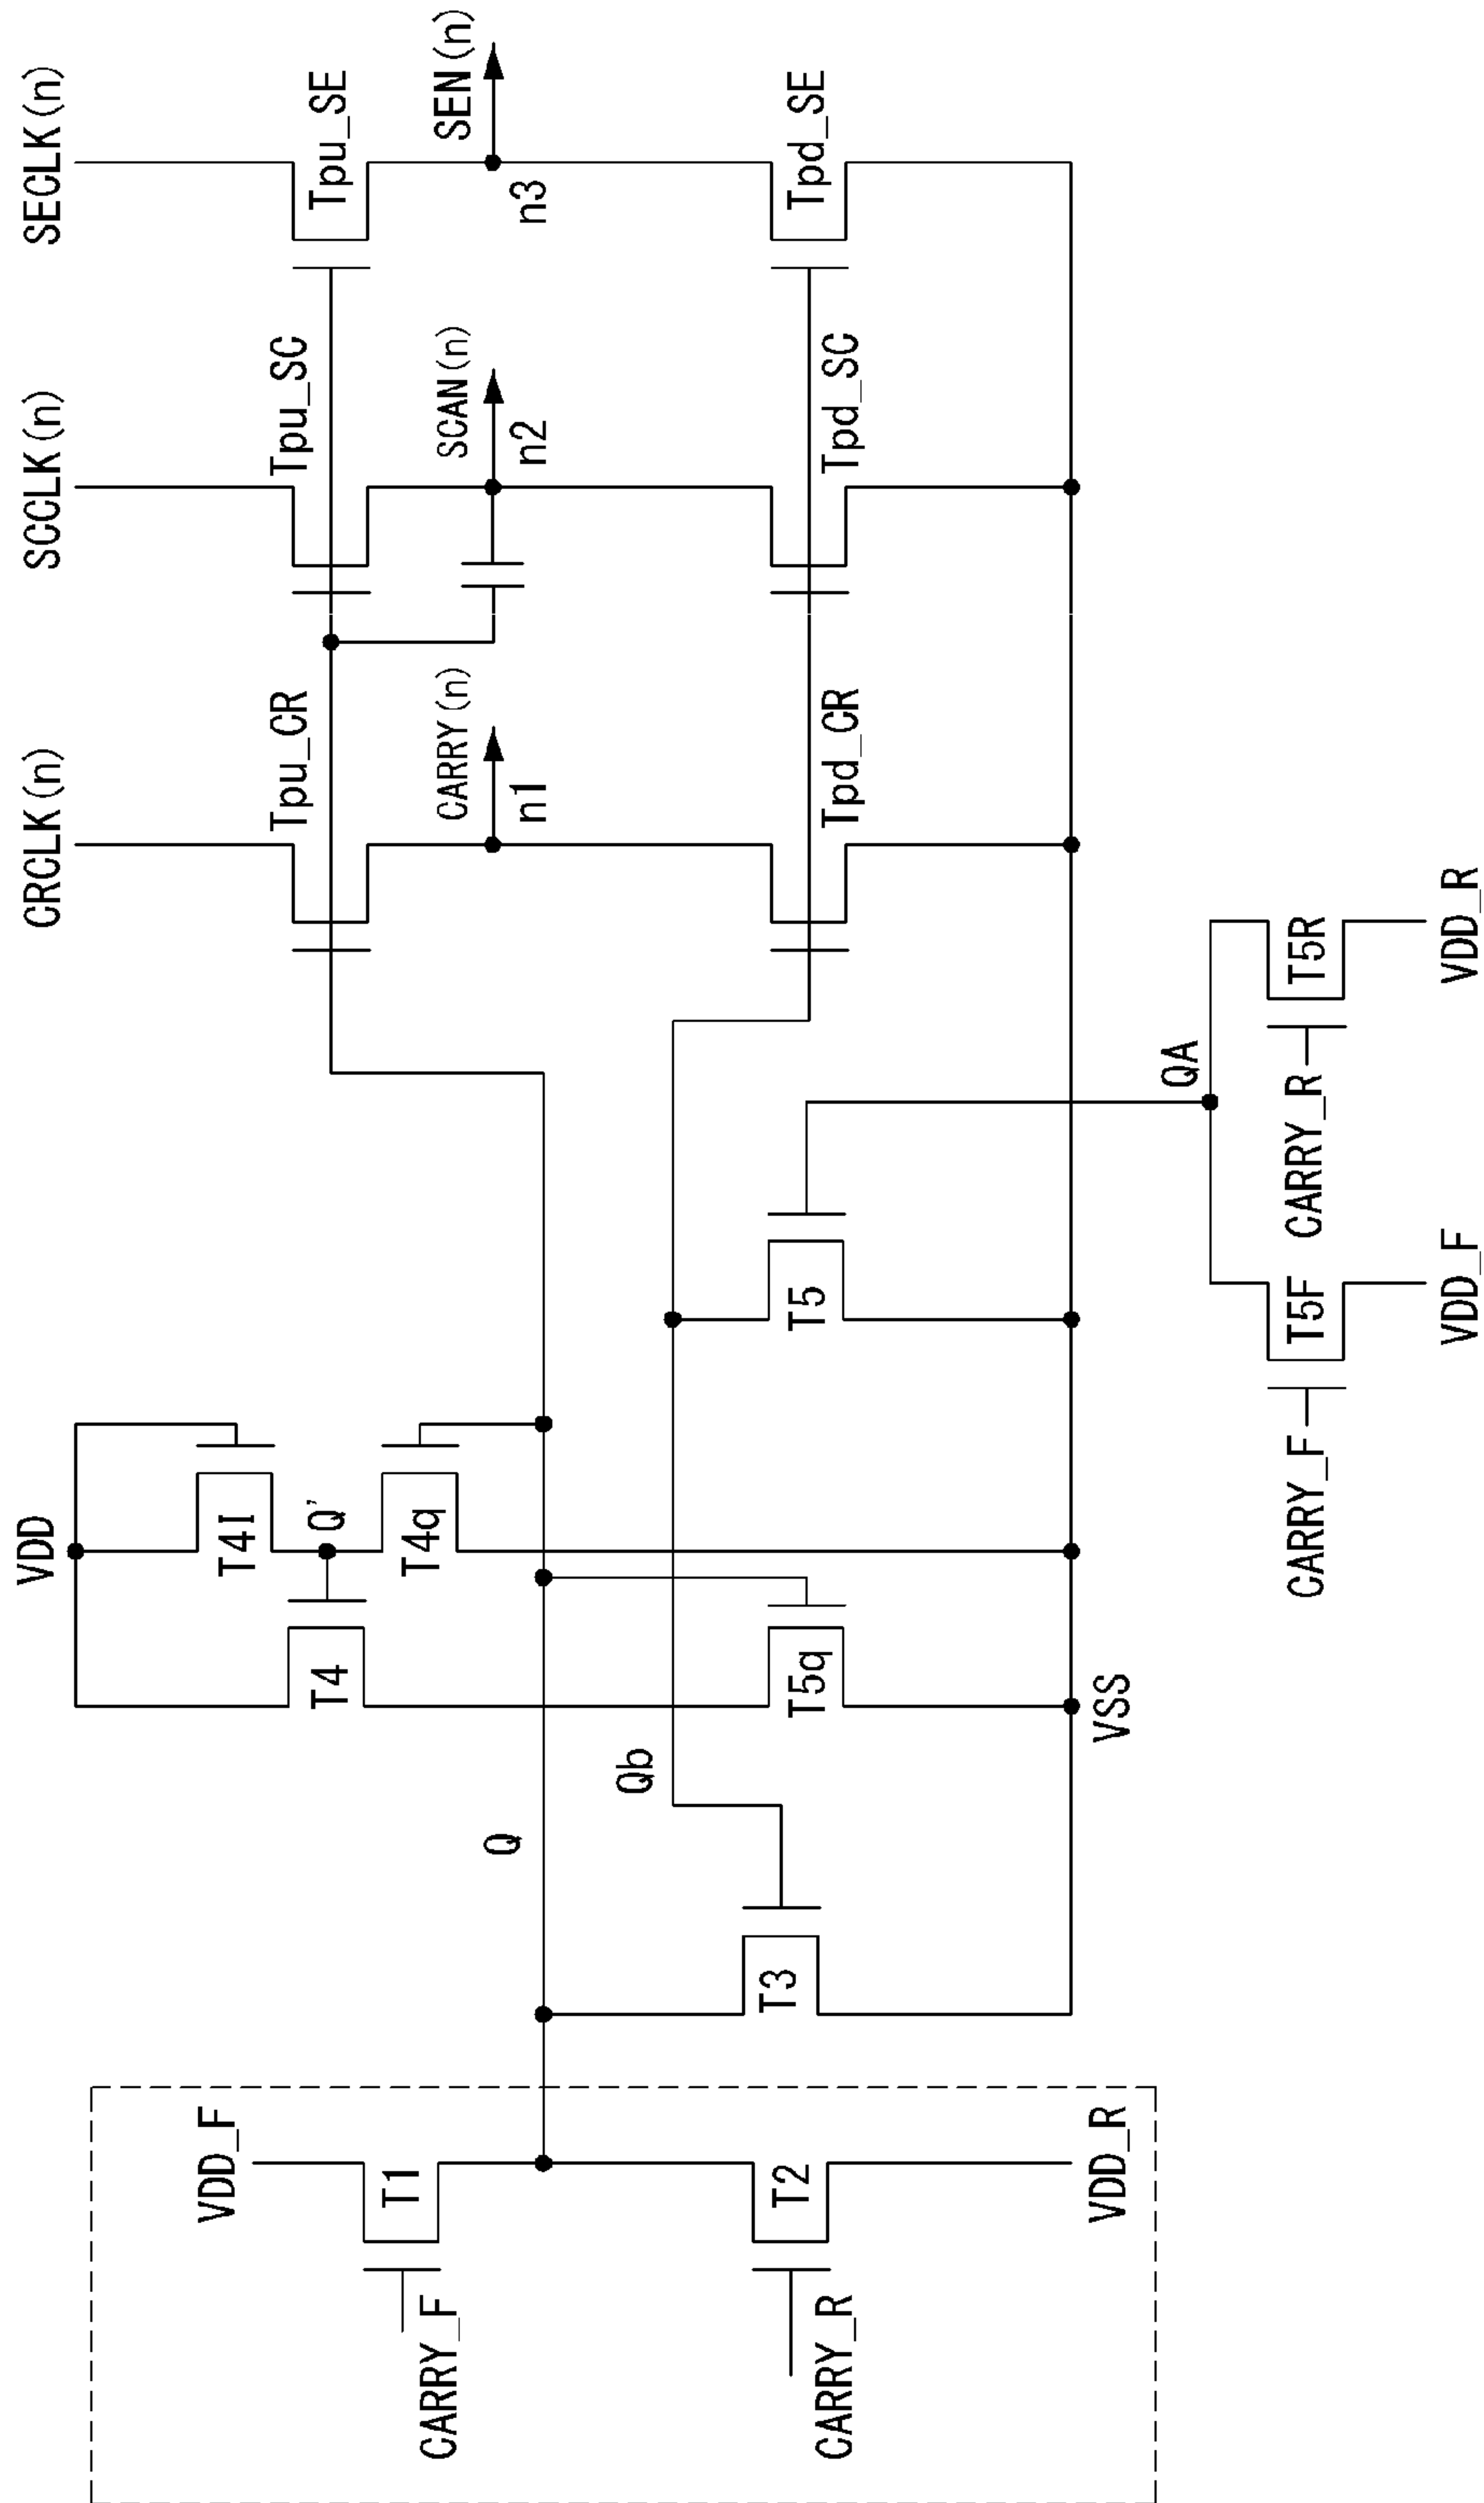 VDD_F
T1
CARRY_F
T2
CARRY_R
VDD_R
T3
Q
Qb
VDD
T4
T4I
Q'
T4q
T5q
VSS
T5
CRCLK(n)
Tpu_CR
CARRY(n)
n1
Tpd_CR
SCCLK(n)
Tpu_SC
SCAN(n)
n2
Tpd_SC
SECLK(n)
Tpu_SE
SEN(n)
n3
Tpd_SE
QA
T5F
CARRY_F
VDD_F
T5R
CARRY_R
VDD_R